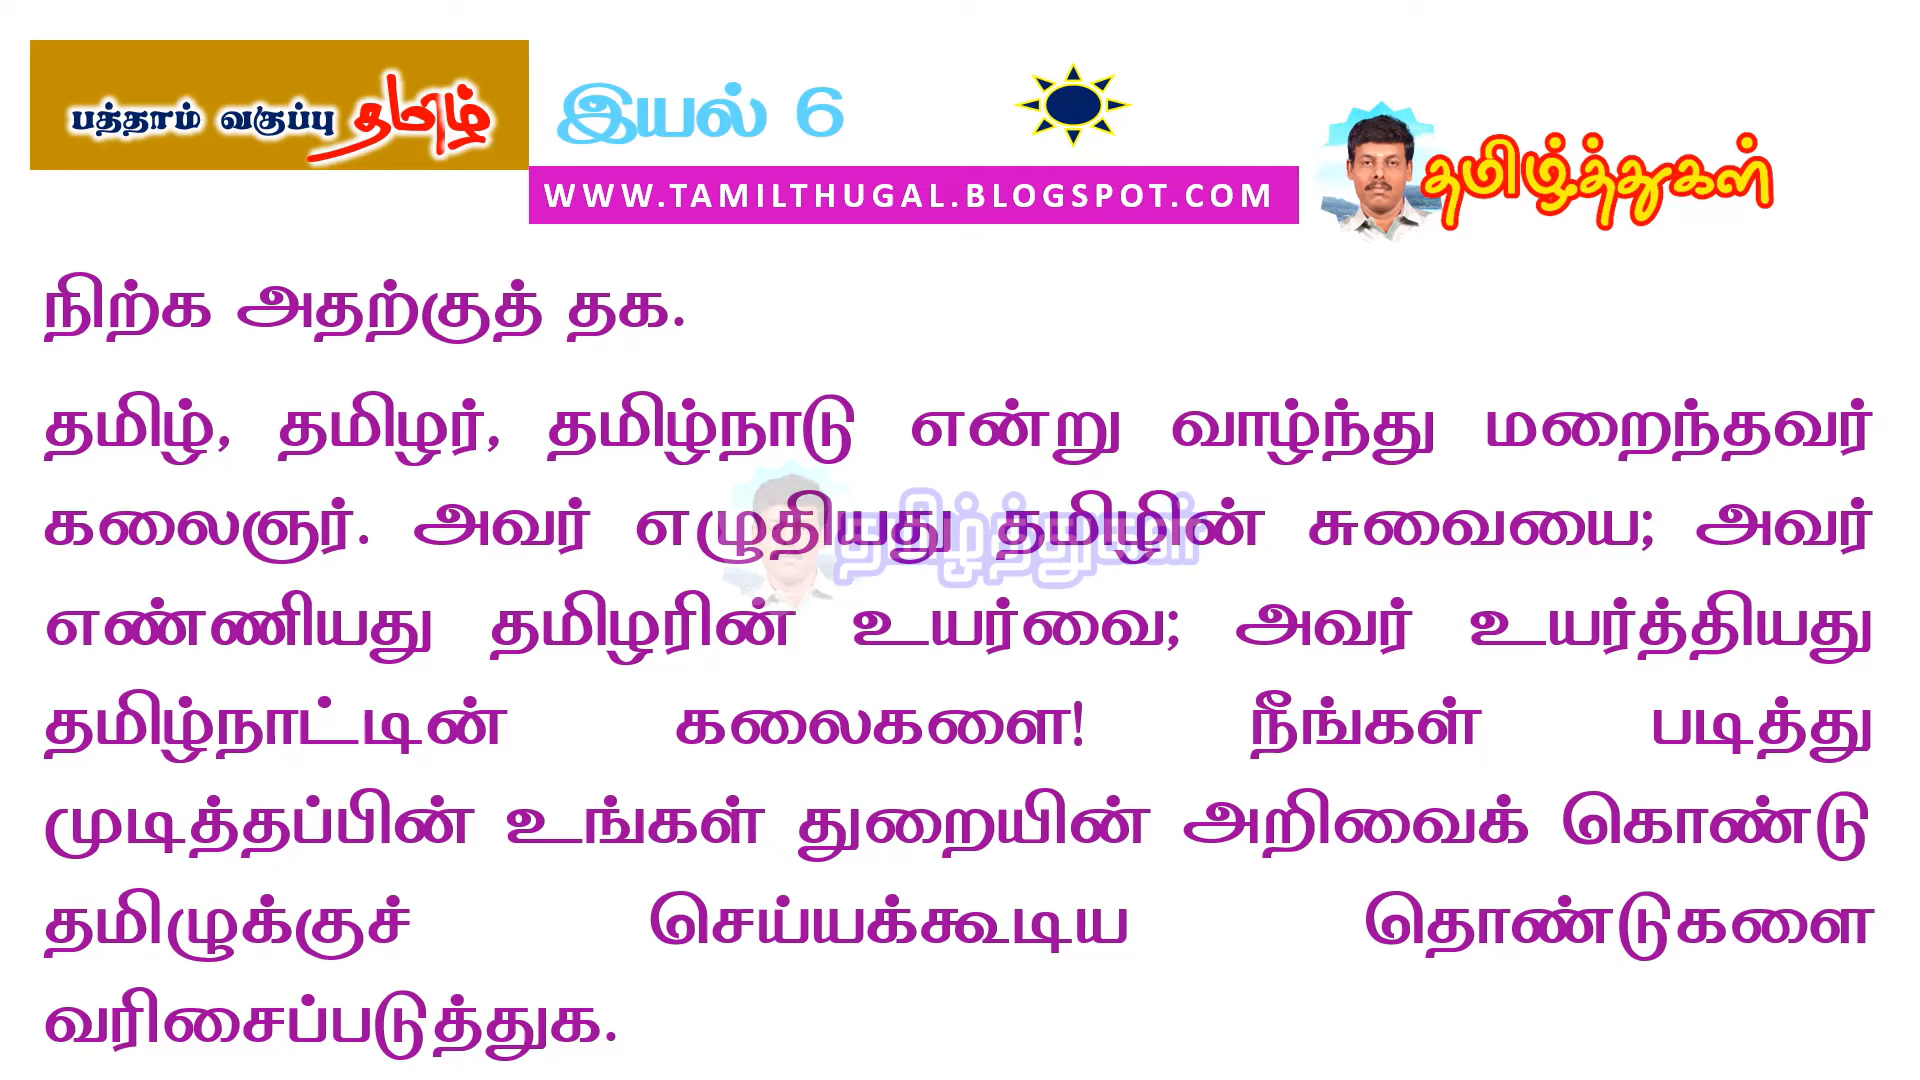 பத்தாம் வகுப்பு தமிழ்
இயல் 6
WWW.TAMILTHUGAL.BLOGSPOT.COM
தமிழ்த்துகள்
நிற்க அதற்குத் தக.
தமிழ், தமிழர், தமிழ்நாடு என்று வாழ்ந்து மறைந்தவர்
கலைஞர். அவர் எழுதியது தமிழின் சுவையை; அவர்
எண்ணியது தமிழரின் உயர்வை; அவர் உயர்த்தியது
தமிழ்நாட்டின் கலைகளை! நீங்கள் படித்து
முடித்தப்பின் உங்கள் துறையின் அறிவைக் கொண்டு
தமிழுக்குச் செய்யக்கூடிய தொண்டுகளை
வரிசைப்படுத்துக.
தமிழ்த்துகள்